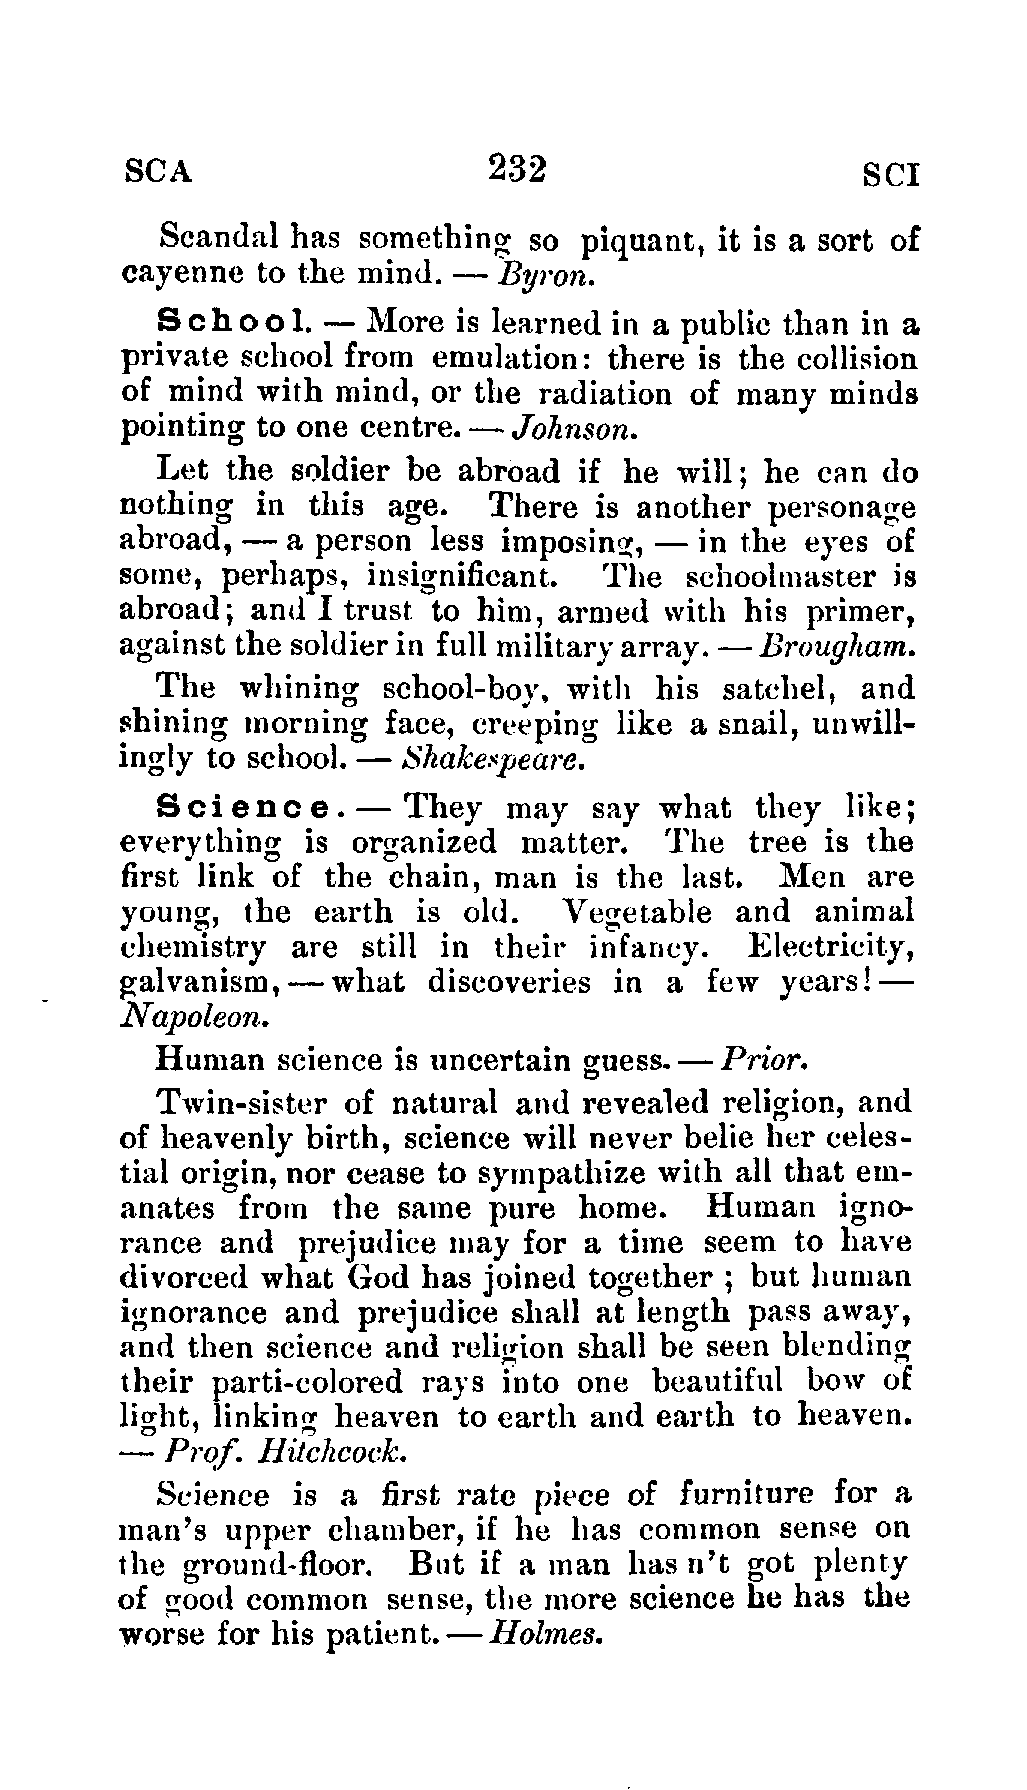 SCA 232 SCI
Scandal has something so piquant, it is a sort of
cayenne to the mind. — Byron.
School. — More is learned in a public than in a
private school from emulation: there is the collision
of mind with mind, or the radiation of many minds
pointing to one centre. — Johnson.
Let the soldier be abroad if he will; he can do
nothing in this age. There is another personage
abroad, — a person less imposing, — in the eyes of
some, perhaps, insignificant. The schoolmaster is
abroad; and I trust to him, armed with his primer,
against the soldier in full military array. — Brougham.
The whining school-boy, with his satchel, and
shining morning face, creeping like a snail, unwill-
ingly to school. — Shakespeare.
Science. — They may say what they like;
everything is organized matter. The tree is the
first link of the chain, man is the last. Men are
young, the earth is old. Vegetable and animal
chemistry are still in their infancy. Electricity,
galvanism, — what discoveries in a few years! —
Napoleon.
Human science is uncertain guess. — Prior.
Twin-sister of natural and revealed religion, and
of heavenly birth, science will never belie her celes-
tial origin, nor cease to sympathize with all that em-
anates from the same pure home. Human igno-
rance and prejudice may for a time seem to have
divorced what God has joined together ; but human
ignorance and prejudice shall at length pass away,
and then science and religion shall be seen blending
their parti-colored rays into one beautiful bow of
light, linking heaven to earth and earth to heaven.
— Prof. Hitchcock.
Science is a first rate piece of furniture for a
man's upper chamber, if he has common sense on
the ground-floor. But if a man has n't got plenty
of good common sense, the more science he has the
worse for his patient. — Holmes.